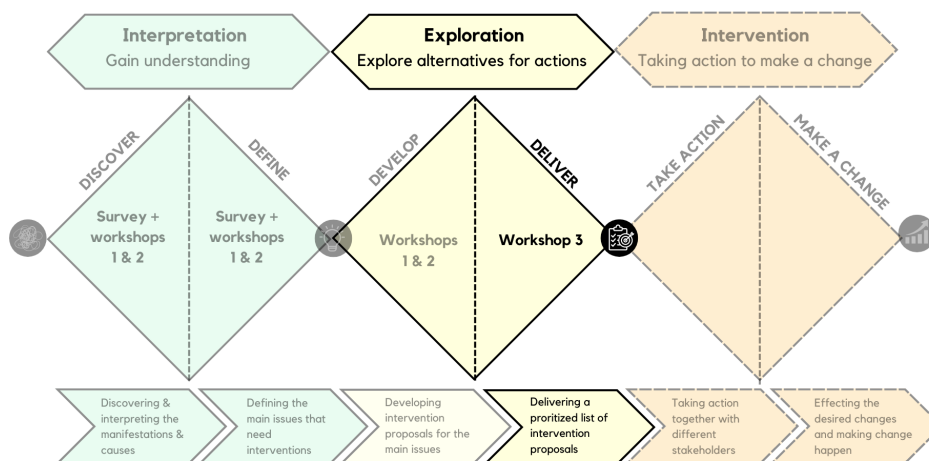 Interpretation
Gain understanding
Exploration
Explore alternatives for actions
Intervention
Taking action to make a change
DISCOVER
DEFINE
DEVELOP
DELIVER
TAKE ACTION
MAKE A CHANGE
Survey +
workshops
1 & 2
Survey +
workshops
1 & 2
Workshops
1 & 2
Workshop 3
Discovering &
interpreting the
manifestations &
causes
Defining the
main issues that
need
interventions
Developing
intervention
proposals for the
main issues
Delivering a
proritized list of
intervention
proposals
Taking action
together with
different
stakeholders
Effecting the
desired changes
and making change
happen